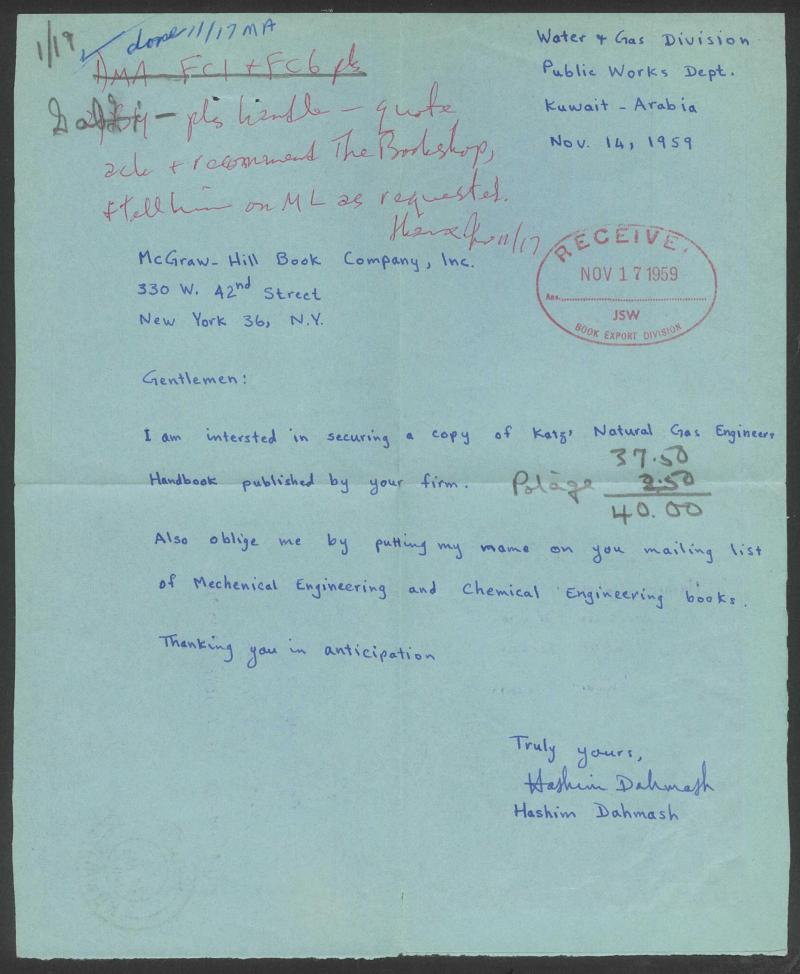 1/19
done 11/17 MA
AMA - FC1 + FC6 pls
- pls handle - quote
ack + recommend The Bookshop,
& tell him on ML as requested.
11/17
Water & Gas Division
Public Works Dept.
Kuwait - Arabia
Nov. 14, 1959
RECEIVE
NOV 17 1959
Ans.
JSW
BOOK EXPORT DIVISION
McGraw-Hill Book Company, Inc.
330 W. 42nd Street
New York 36, N.Y.
Gentlemen:
I am intersted in securing a copy of Katz' Natural Gas Engineers
37.50
Handbook published by your firm.
2.50
40.00
Also oblige me by putting my name on you mailing list
of Mechenical Engineering and Chemical Engineering books.
Thanking you in anticipation
Truly yours,
Hashim Dahmash
Hashim Dahmash